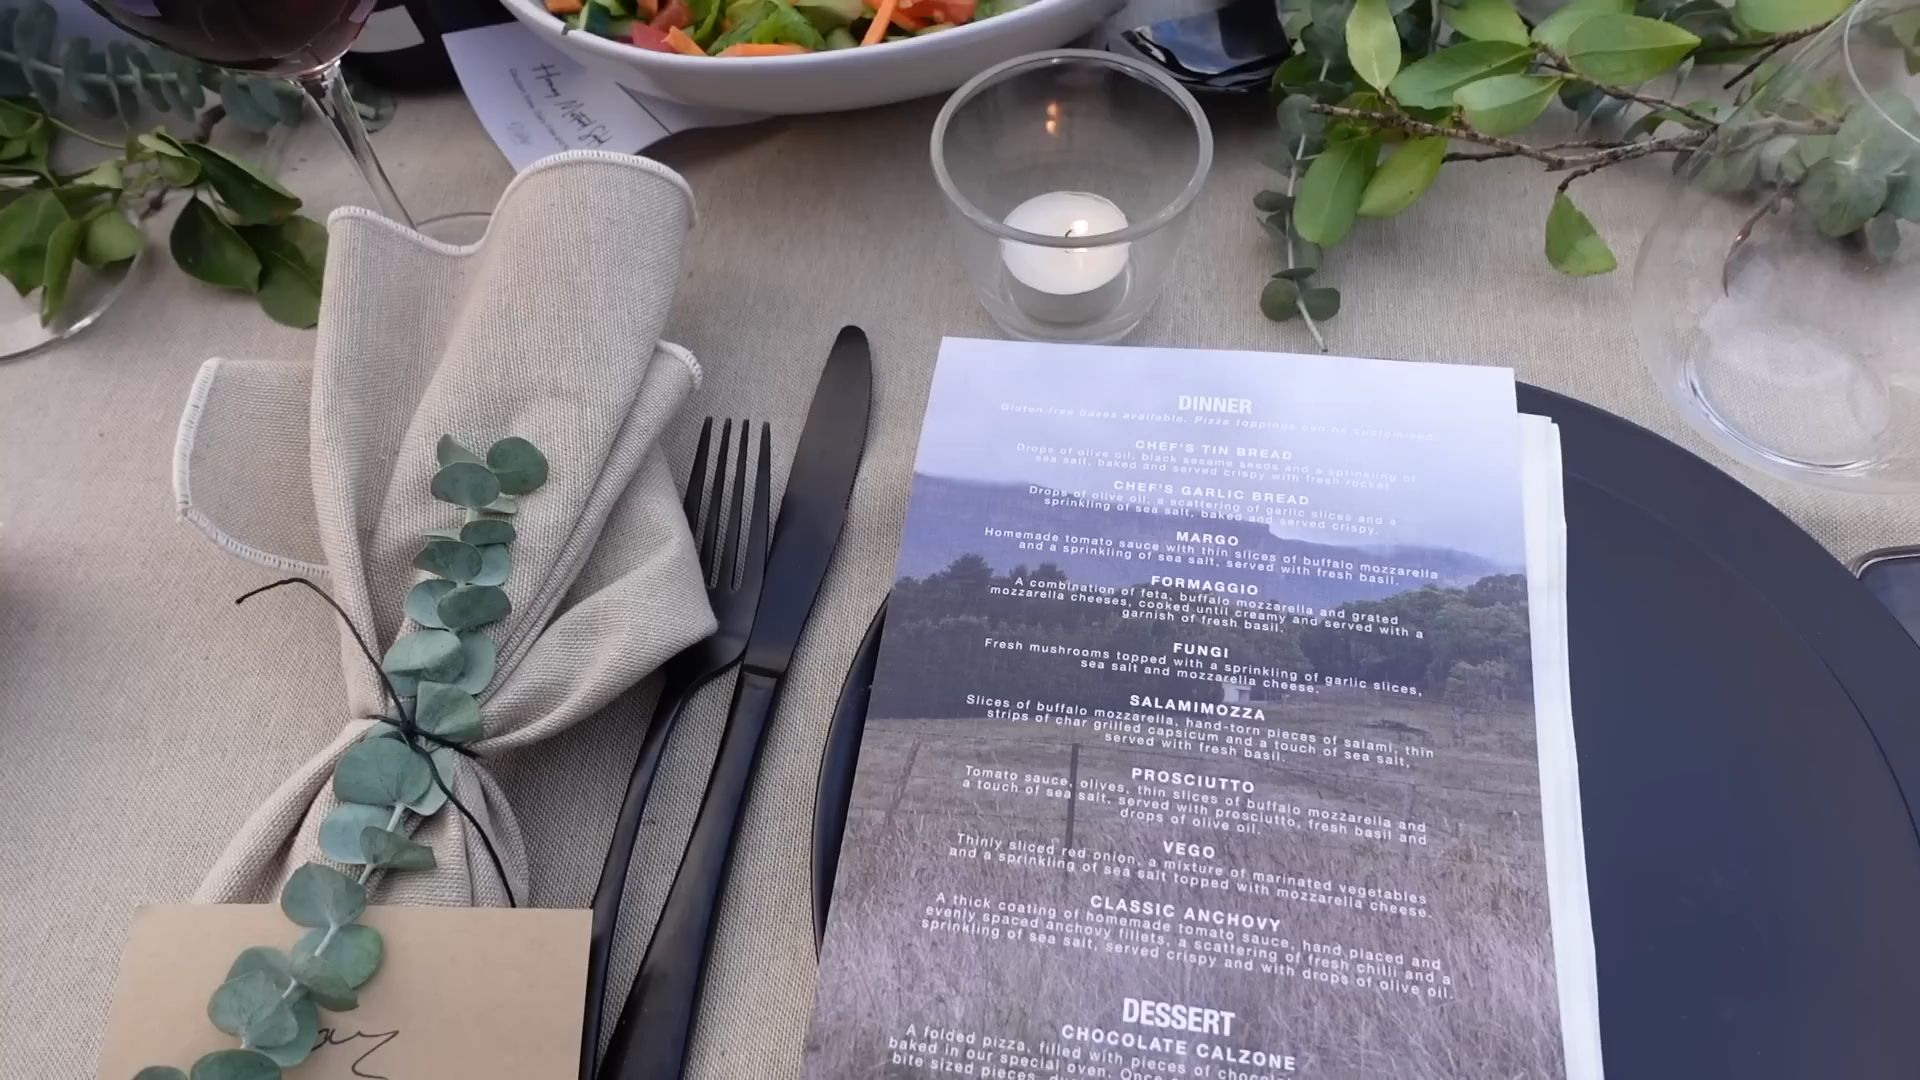 Honey Mustard
DINNER
Gluten free bases available. Pizza toppings can be customised.
CHEF'S TIN BREAD
Drops of olive oil, black sesame seeds and a sprinkling of
sea salt, baked and served crispy with fresh rocket.
CHEF'S GARLIC BREAD
Drops of olive oil, a scattering of garlic slices and a
sprinkling of sea salt, baked and served crispy.
MARGO
Homemade tomato sauce with thin slices of buffalo mozzarella
and a sprinkling of sea salt, served with fresh basil.
FORMAGGIO
A combination of feta, buffalo mozzarella and grated
mozzarella cheeses, cooked until creamy and served with a
garnish of fresh basil.
FUNGI
Fresh mushrooms topped with a sprinkling of garlic slices,
sea salt and mozzarella cheese.
SALAMIMOZZA
Slices of buffalo mozzarella, hand-torn pieces of salami, thin
strips of char grilled capsicum and a touch of sea salt,
served with fresh basil.
PROSCIUTTO
Tomato sauce, olives, thin slices of buffalo mozzarella and
a touch of sea salt, served with prosciutto, fresh basil and
drops of olive oil.
VEGO
Thinly sliced red onion, a mixture of marinated vegetables
and a sprinkling of sea salt topped with mozzarella cheese.
CLASSIC ANCHOVY
A thick coating of homemade tomato sauce, hand placed and
evenly spaced anchovy fillets, a scattering of fresh chilli and a
sprinkling of sea salt, served crispy and with drops of olive oil.
DESSERT
CHOCOLATE CALZONE
A folded pizza, filled with pieces of
baked in our special oven. Once
bite sized pieces,